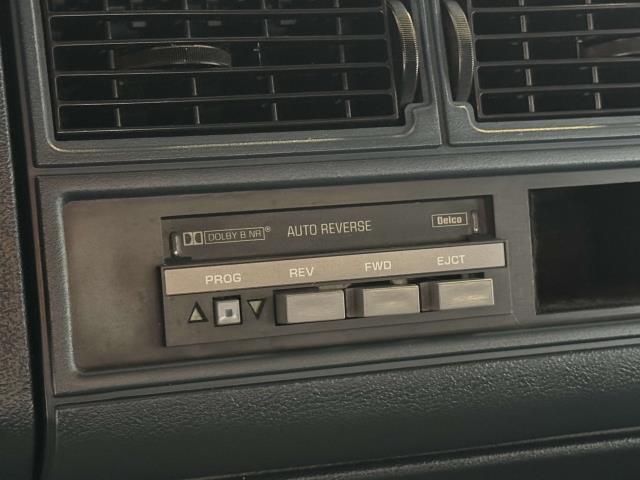 DOLBY B NR® AUTO REVERSE Delco
PROG REV FWD EJCT